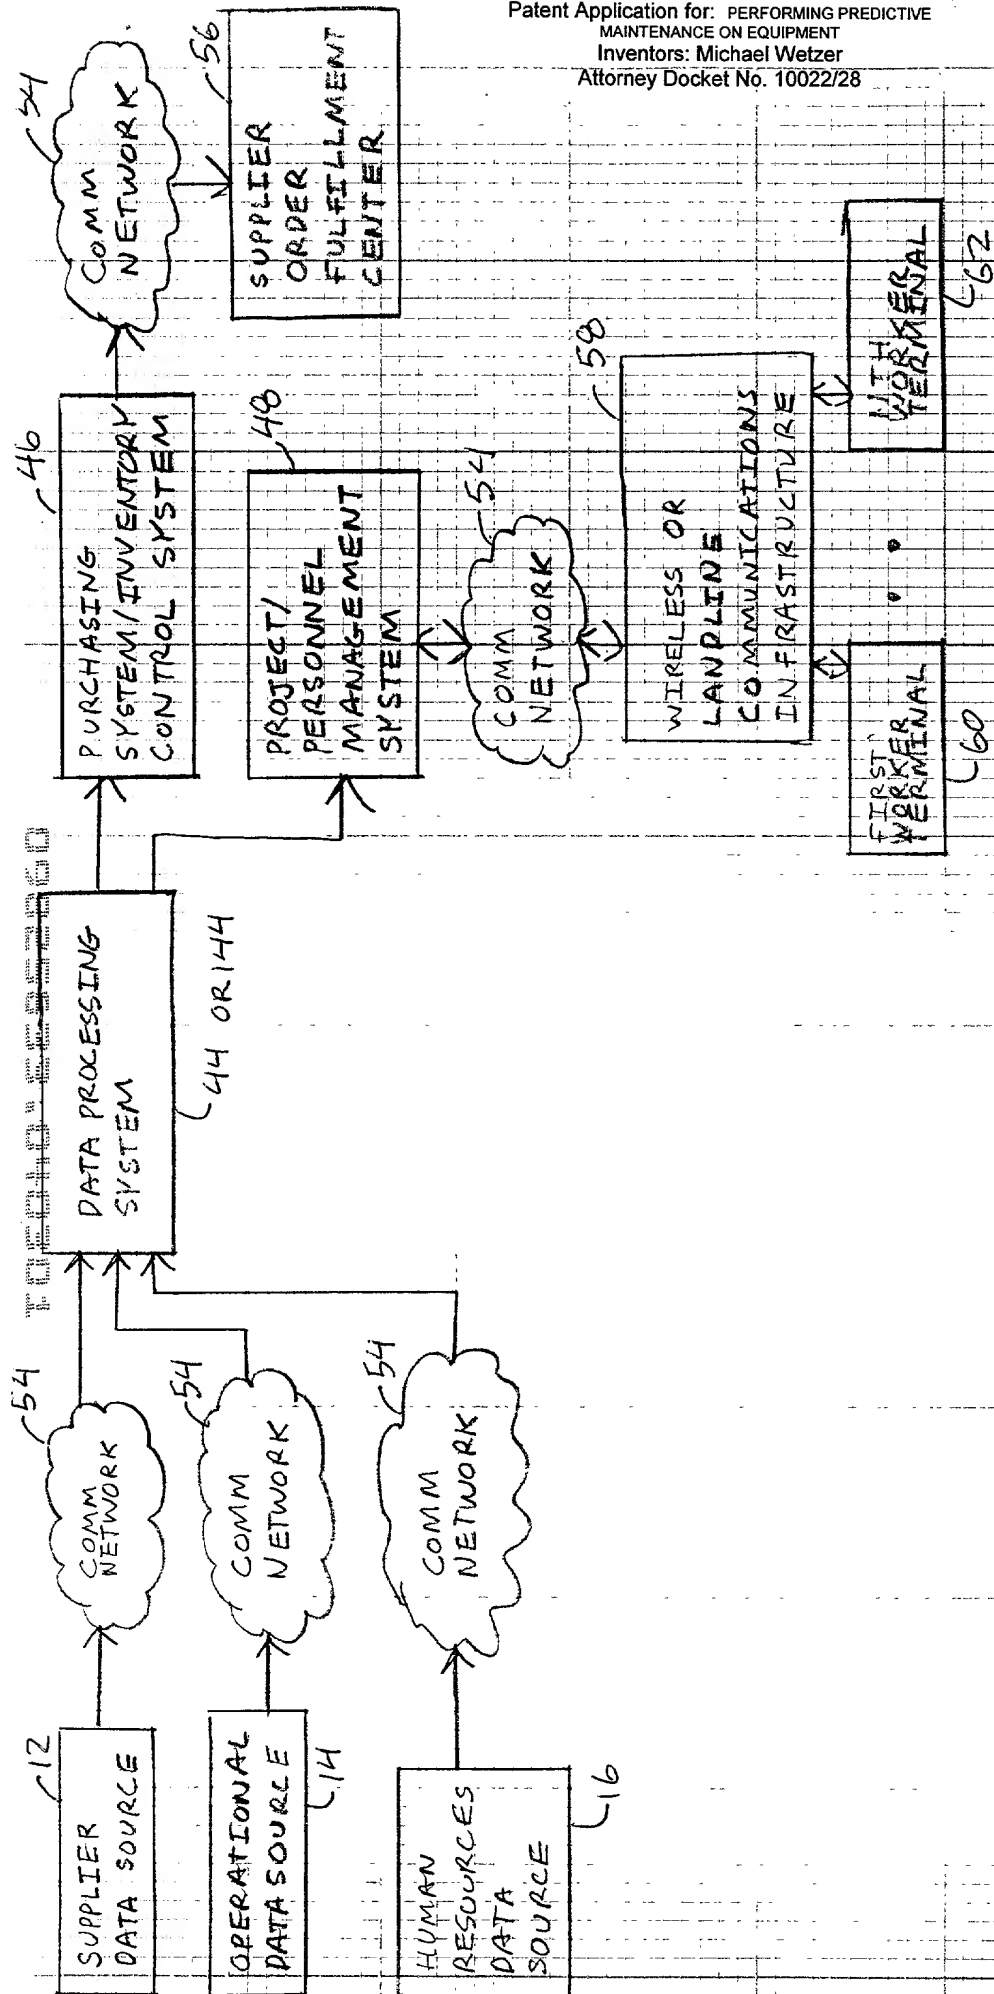 Patent Application for: PERFORMING PREDICTIVE
MAINTENANCE ON EQUIPMENT
Inventors: Michael Wetzer
Attorney Docket No. 10022/28
12
SUPPLIER
DATA SOURCE
54
COMM
NETWORK
OPERATIONAL
DATA SOURCE
14
54
COMM
NETWORK
HUMAN
RESOURCES
DATA
SOURCE
16
54
COMM
NETWORK
DATA PROCESSING
SYSTEM
44 OR 144
46
PURCHASING
SYSTEM/INVENTORY
CONTROL SYSTEM
54
COMM
NETWORK
56
SUPPLIER
ORDER
FULFILLMENT
CENTER
48
PROJECT/
PERSONNEL
MANAGEMENT
SYSTEM
54
COMM
NETWORK
58
WIRELESS OR
LANDLINE
COMMUNICATIONS
INFRASTRUCTURE
FIRST
WORKER
TERMINAL
60
WORKER
TERMINAL
62